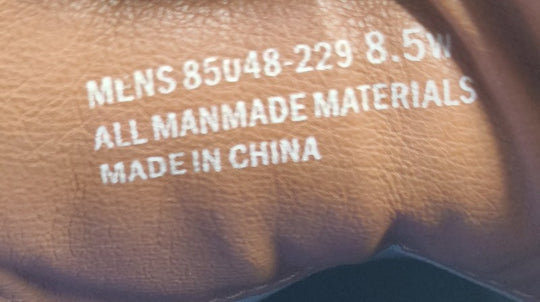 MENS 85048-229 8.5W
ALL MANMADE MATERIALS
MADE IN CHINA